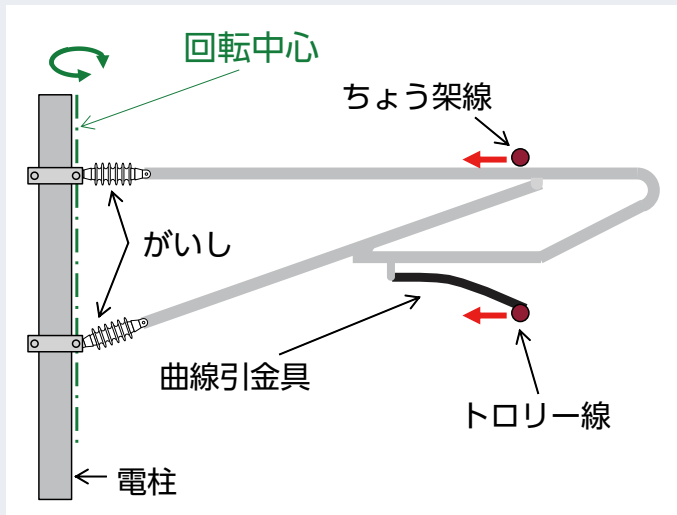 回転中心
ちょう架線
がいし
曲線引金具
トロリー線
電柱